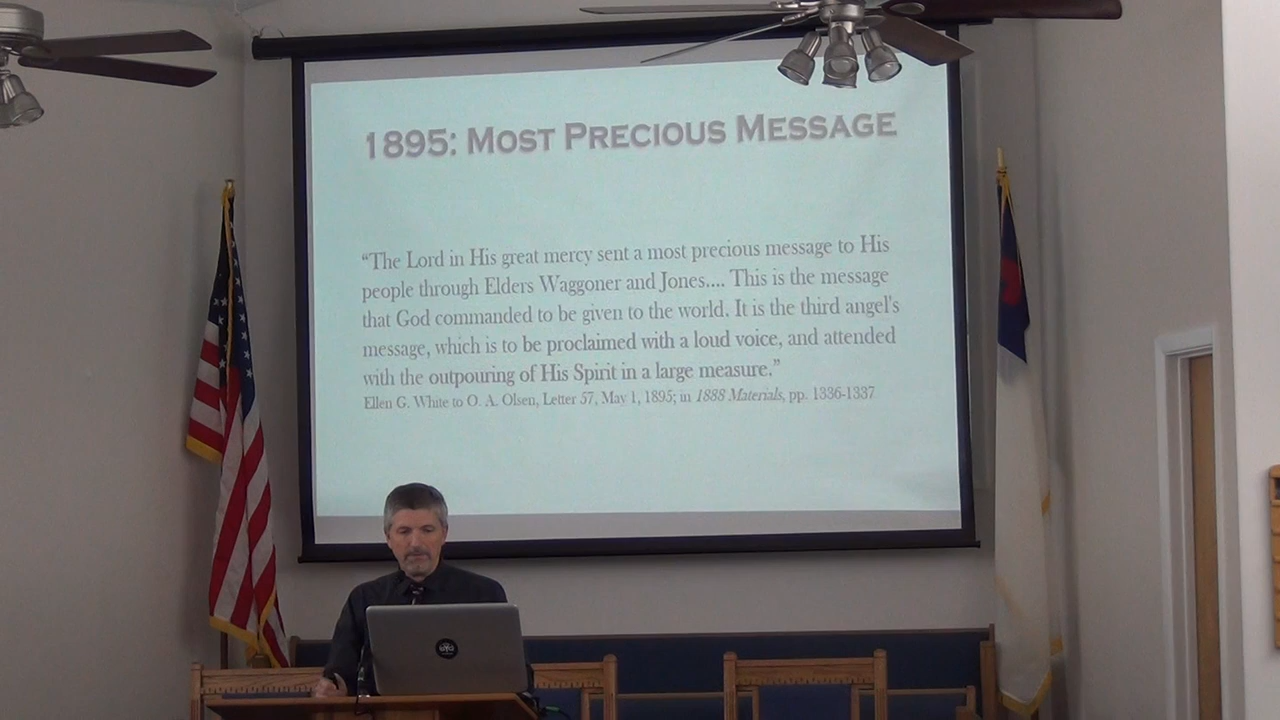 1895: MOST PRECIOUS MESSAGE
“The Lord in His great mercy sent a most precious message to His
people through Elders Waggoner and Jones.... This is the message
that God commanded to be given to the world. It is the third angel's
message, which is to be proclaimed with a loud voice, and attended
with the outpouring of His Spirit in a large measure.”
Ellen G. White to O. A. Olsen, Letter 57, May 1, 1895; in 1888 Materials, pp. 1336-1337